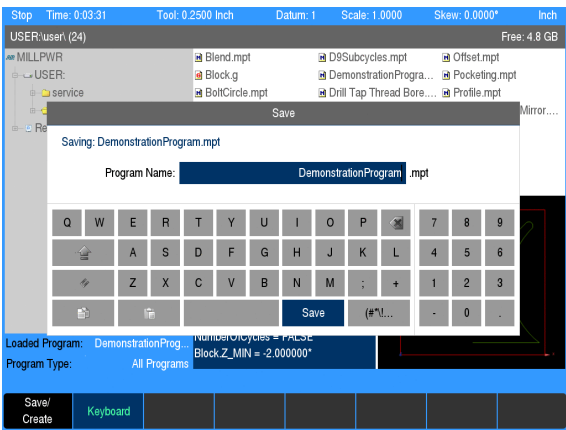 Stop Time: 0:03:31 Tool: 0.2500 Inch Datum: 1 Scale: 1.0000 Skew: 0.0000° Inch
USER:\user\ (24) Free: 4.8 GB
MILLPWR Blend.mpt D9Subcycles.mpt Offset.mpt
USER: Block.g DemonstrationProgra... Pocketing.mpt
service BoltCircle.mpt Drill Tap Thread Bore.... Profile.mpt
Mirror....
Re
Save
Saving: DemonstrationProgram.mpt
Program Name: DemonstrationProgram .mpt
Q W E R T Y U I O P 7 8 9
A S D F G H J K L 4 5 6
Z X C V B N M ; + 1 2 3
Save (#"\!... - 0 .
NumberOfCycles = FALSE
Loaded Program: DemonstrationProg...
Block.Z_MIN = -2.000000"
Program Type: All Programs
Save/
Create
Keyboard